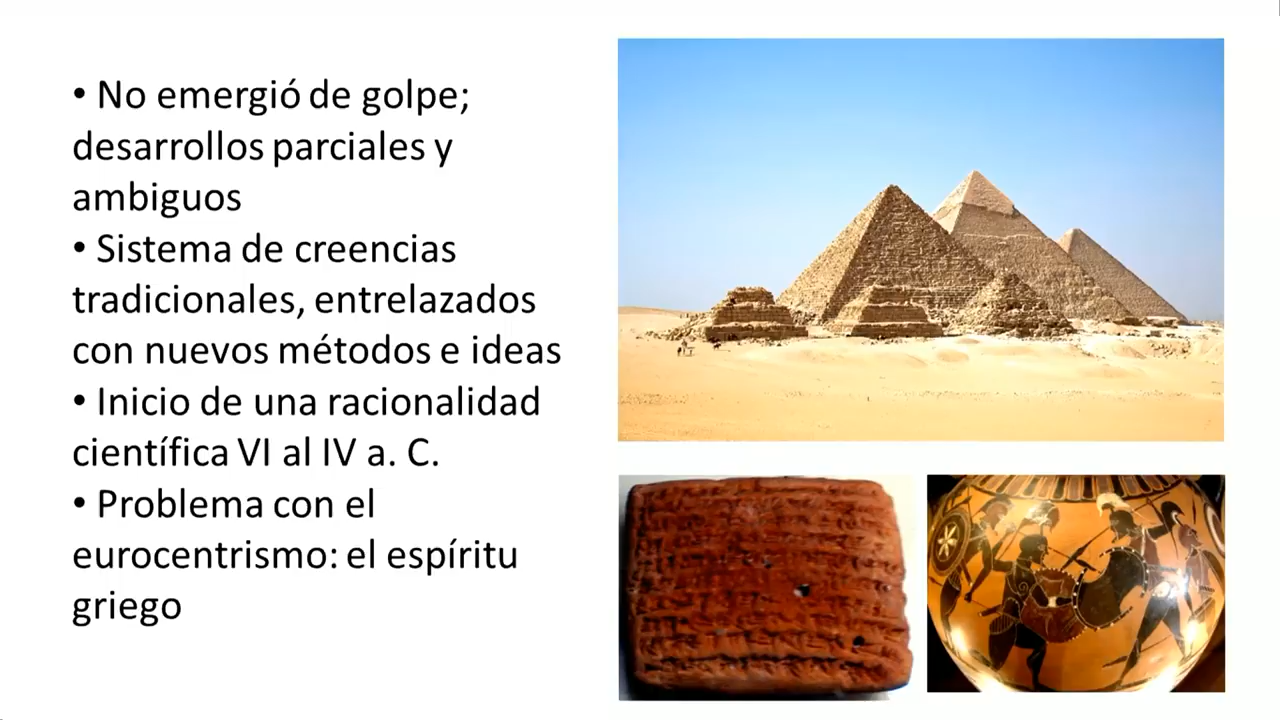 • No emergió de golpe;
desarrollos parciales y
ambiguos
• Sistema de creencias
tradicionales, entrelazados
con nuevos métodos e ideas
• Inicio de una racionalidad
científica VI al IV a. C.
• Problema con el
eurocentrismo: el espíritu
griego